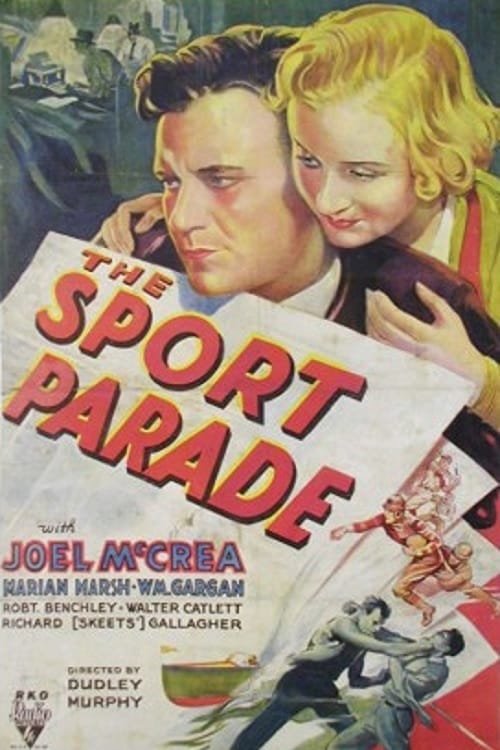 THE
SPORT
PARADE
with
JOEL McCREA
MARIAN MARSH - WM. GARGAN
ROBT. BENCHLEY - WALTER CATLETT
RICHARD ['SKEETS'] GALLAGHER
DIRECTED BY
DUDLEY
MURPHY
RKO
Radio